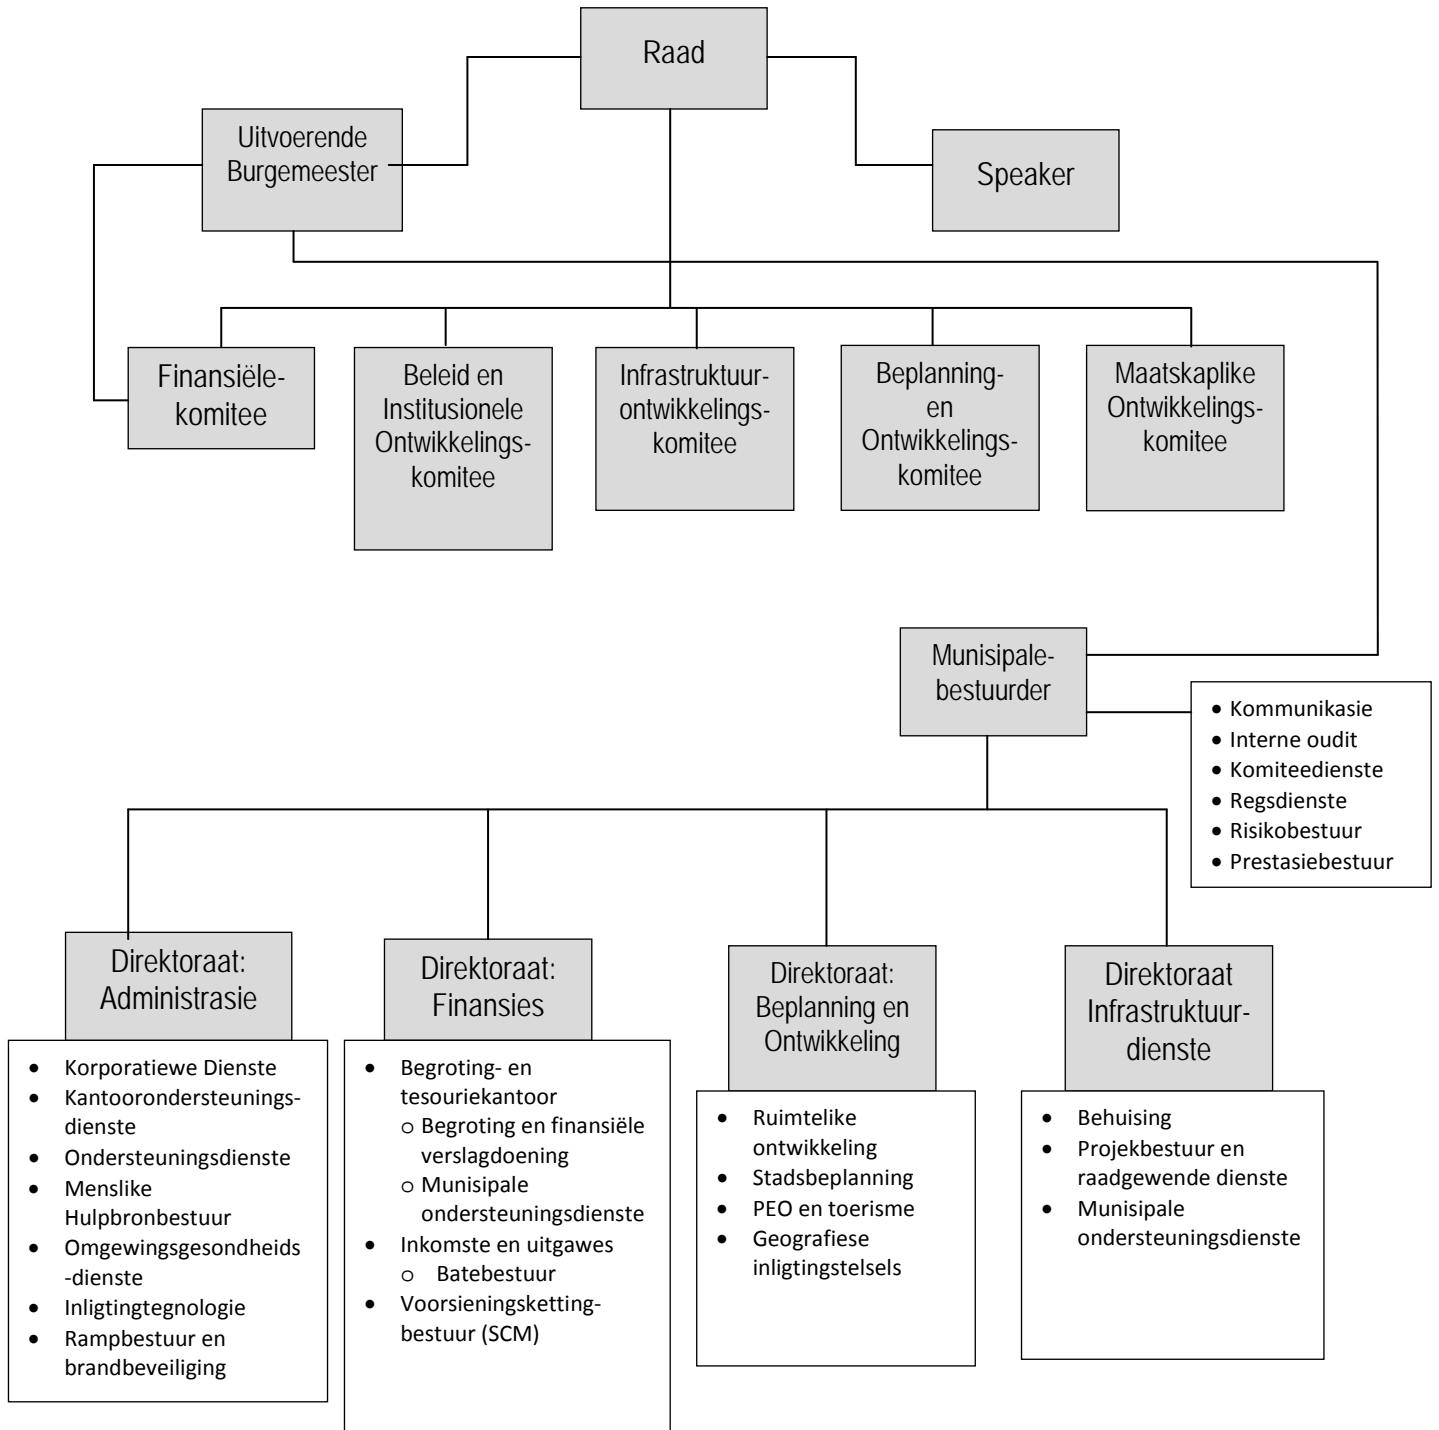 Raad
Uitvoerende
Burgemeester
Speaker
Finansiële-
komitee
Beleid en
Institusionele
Ontwikkelings-
komitee
Infrastruktuur-
ontwikkelings-
komitee
Beplanning-
en
Ontwikkelings-
komitee
Maatskaplike
Ontwikkelings-
komitee
Munisipale-
bestuurder
• Kommunikasie
• Interne oudit
• Komiteedienste
• Regsdienste
• Risikobestuur
• Prestasiebestuur
Direktoraat:
Administrasie
• Korporatiewe Dienste
• Kantoorondersteunings-
dienste
• Ondersteuningsdienste
• Menslike
Hulpbronbestuur
• Omgewingsgesondheids
-dienste
• Inligtingtegnologie
• Rampbestuur en
brandbeveiliging
Direktoraat:
Finansies
• Begroting- en
tesouriekantoor
o Begroting en finansiële
verslagdoening
o Munisipale
ondersteuningsdienste
• Inkomste en uitgawes
o Batebestuur
• Voorsieningsketting-
bestuur (SCM)
Direktoraat:
Beplanning en
Ontwikkeling
• Ruimtelike
ontwikkeling
• Stadsbeplanning
• PEO en toerisme
• Geografiese
inligtingstelsels
Direktoraat
Infrastruktuur-
dienste
• Behuising
• Projekbestuur en
raadgewende dienste
• Munisipale
ondersteuningsdienste